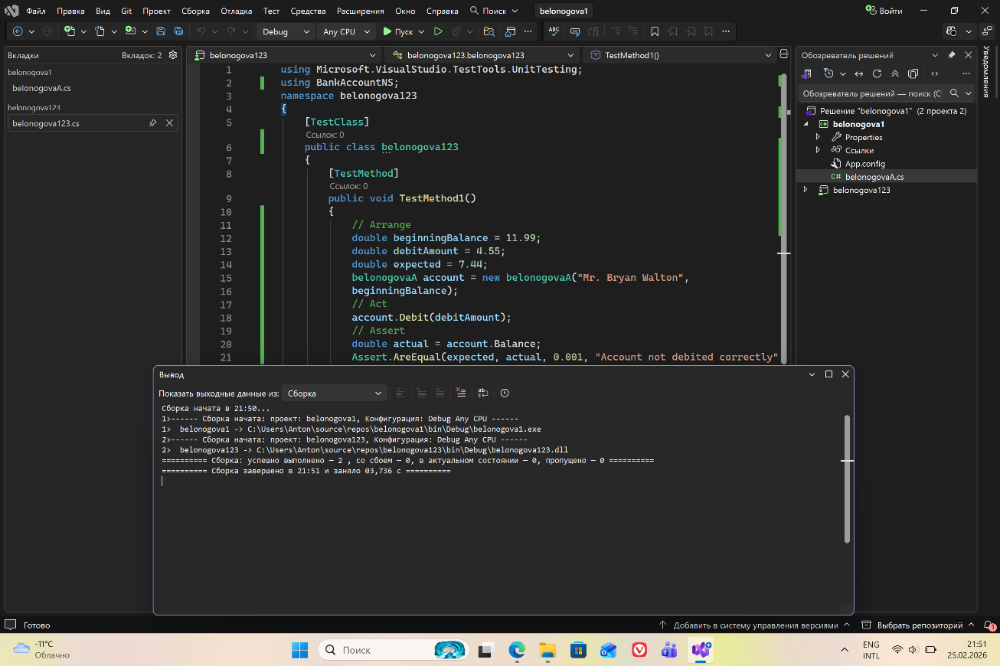 Файл Правка Вид Git Проект Сборка Отладка Тест Средства Расширения Окно Справка Поиск belonogova1 Войти
Debug Any CPU Пуск
Вкладки Вкладок: 2
belonogova1
belonogovaA.cs
belonogova123
belonogova123.cs
belonogova123 belonogova123.belonogova123 TestMethod1()
1 using Microsoft.VisualStudio.TestTools.UnitTesting;
2 using BankAccountNS;
3 namespace belonogova123
4 {
5 [TestClass]
Ссылок: 0
6 public class belonogova123
7 {
8 [TestMethod]
Ссылок: 0
9 public void TestMethod1()
10 {
11 // Arrange
12 double beginningBalance = 11.99;
13 double debitAmount = 4.55;
14 double expected = 7.44;
15 belonogovaA account = new belonogovaA("Mr. Bryan Walton",
16 beginningBalance);
17 // Act
18 account.Debit(debitAmount);
19 // Assert
20 double actual = account.Balance;
21 Assert.AreEqual(expected, actual, 0.001, "Account not debited correctly"
Обозреватель решений
Обозреватель решений — поиск (C
Решение "belonogova1" (2 проекта 2)
belonogova1
Properties
Ссылки
App.config
C# belonogovaA.cs
belonogova123
Уведомления
Вывод
Показать выходные данные из: Сборка
Сборка начата в 21:50...
1>------ Сборка начата: проект: belonogova1, Конфигурация: Debug Any CPU ------
1> belonogova1 -> C:\Users\Anton\source\repos\belonogova1\bin\Debug\belonogova1.exe
2>------ Сборка начата: проект: belonogova123, Конфигурация: Debug Any CPU ------
2> belonogova123 -> C:\Users\Anton\source\repos\belonogova123\bin\Debug\belonogova123.dll
========== Сборка: успешно выполнено — 2 , со сбоем — 0, в актуальном состоянии — 0, пропущено — 0 ==========
========== Сборка завершено в 21:51 и заняло 03,736 с ==========
Готово Добавить в систему управления версиями Выбрать репозиторий 1
-11°C
Облачно
Поиск
ENG
INTL
21:51
25.02.2026